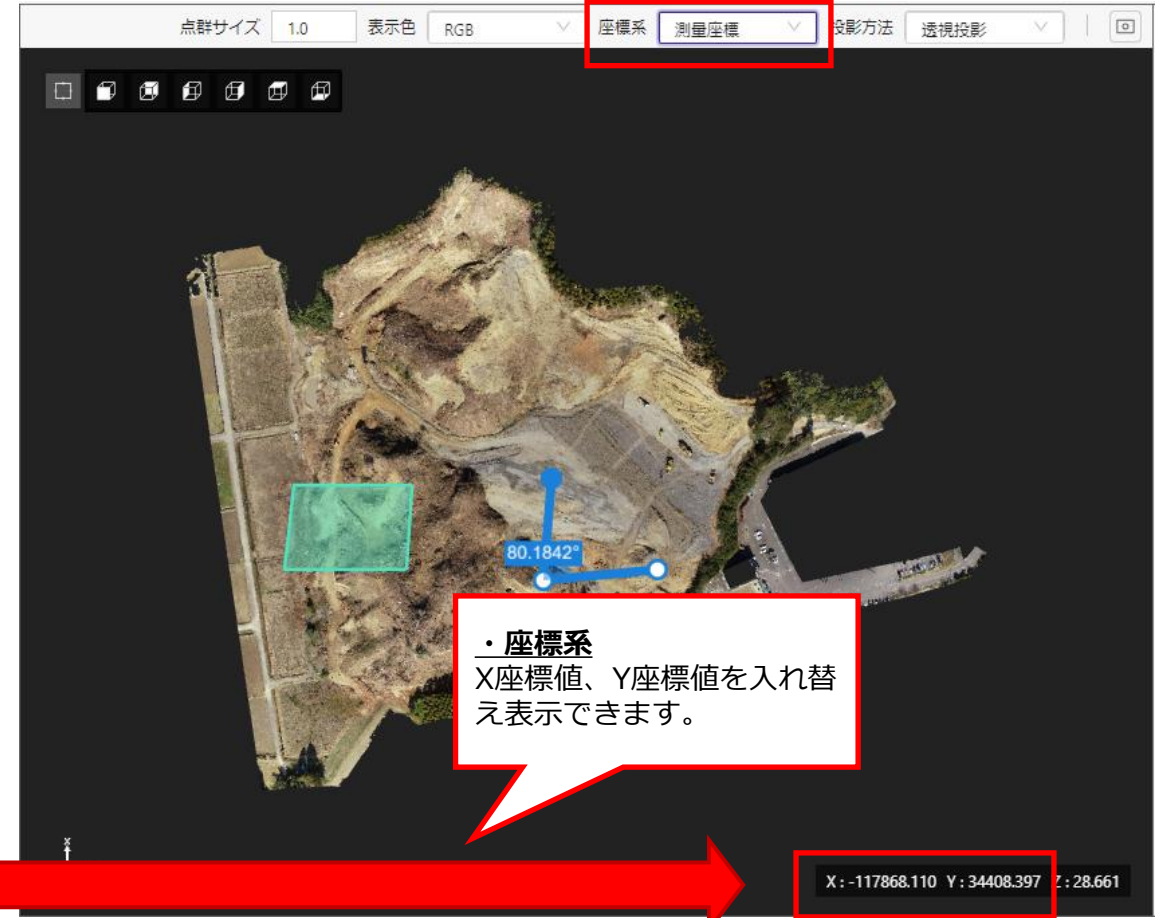 点群サイズ 1.0 表示色 RGB 座標系 測量座標 投影方法 透視投影
80.1842°
・座標系
X座標値、Y座標値を入れ替
え表示できます。
x
X : -117868.110 Y : 34408.397 Z : 28.661